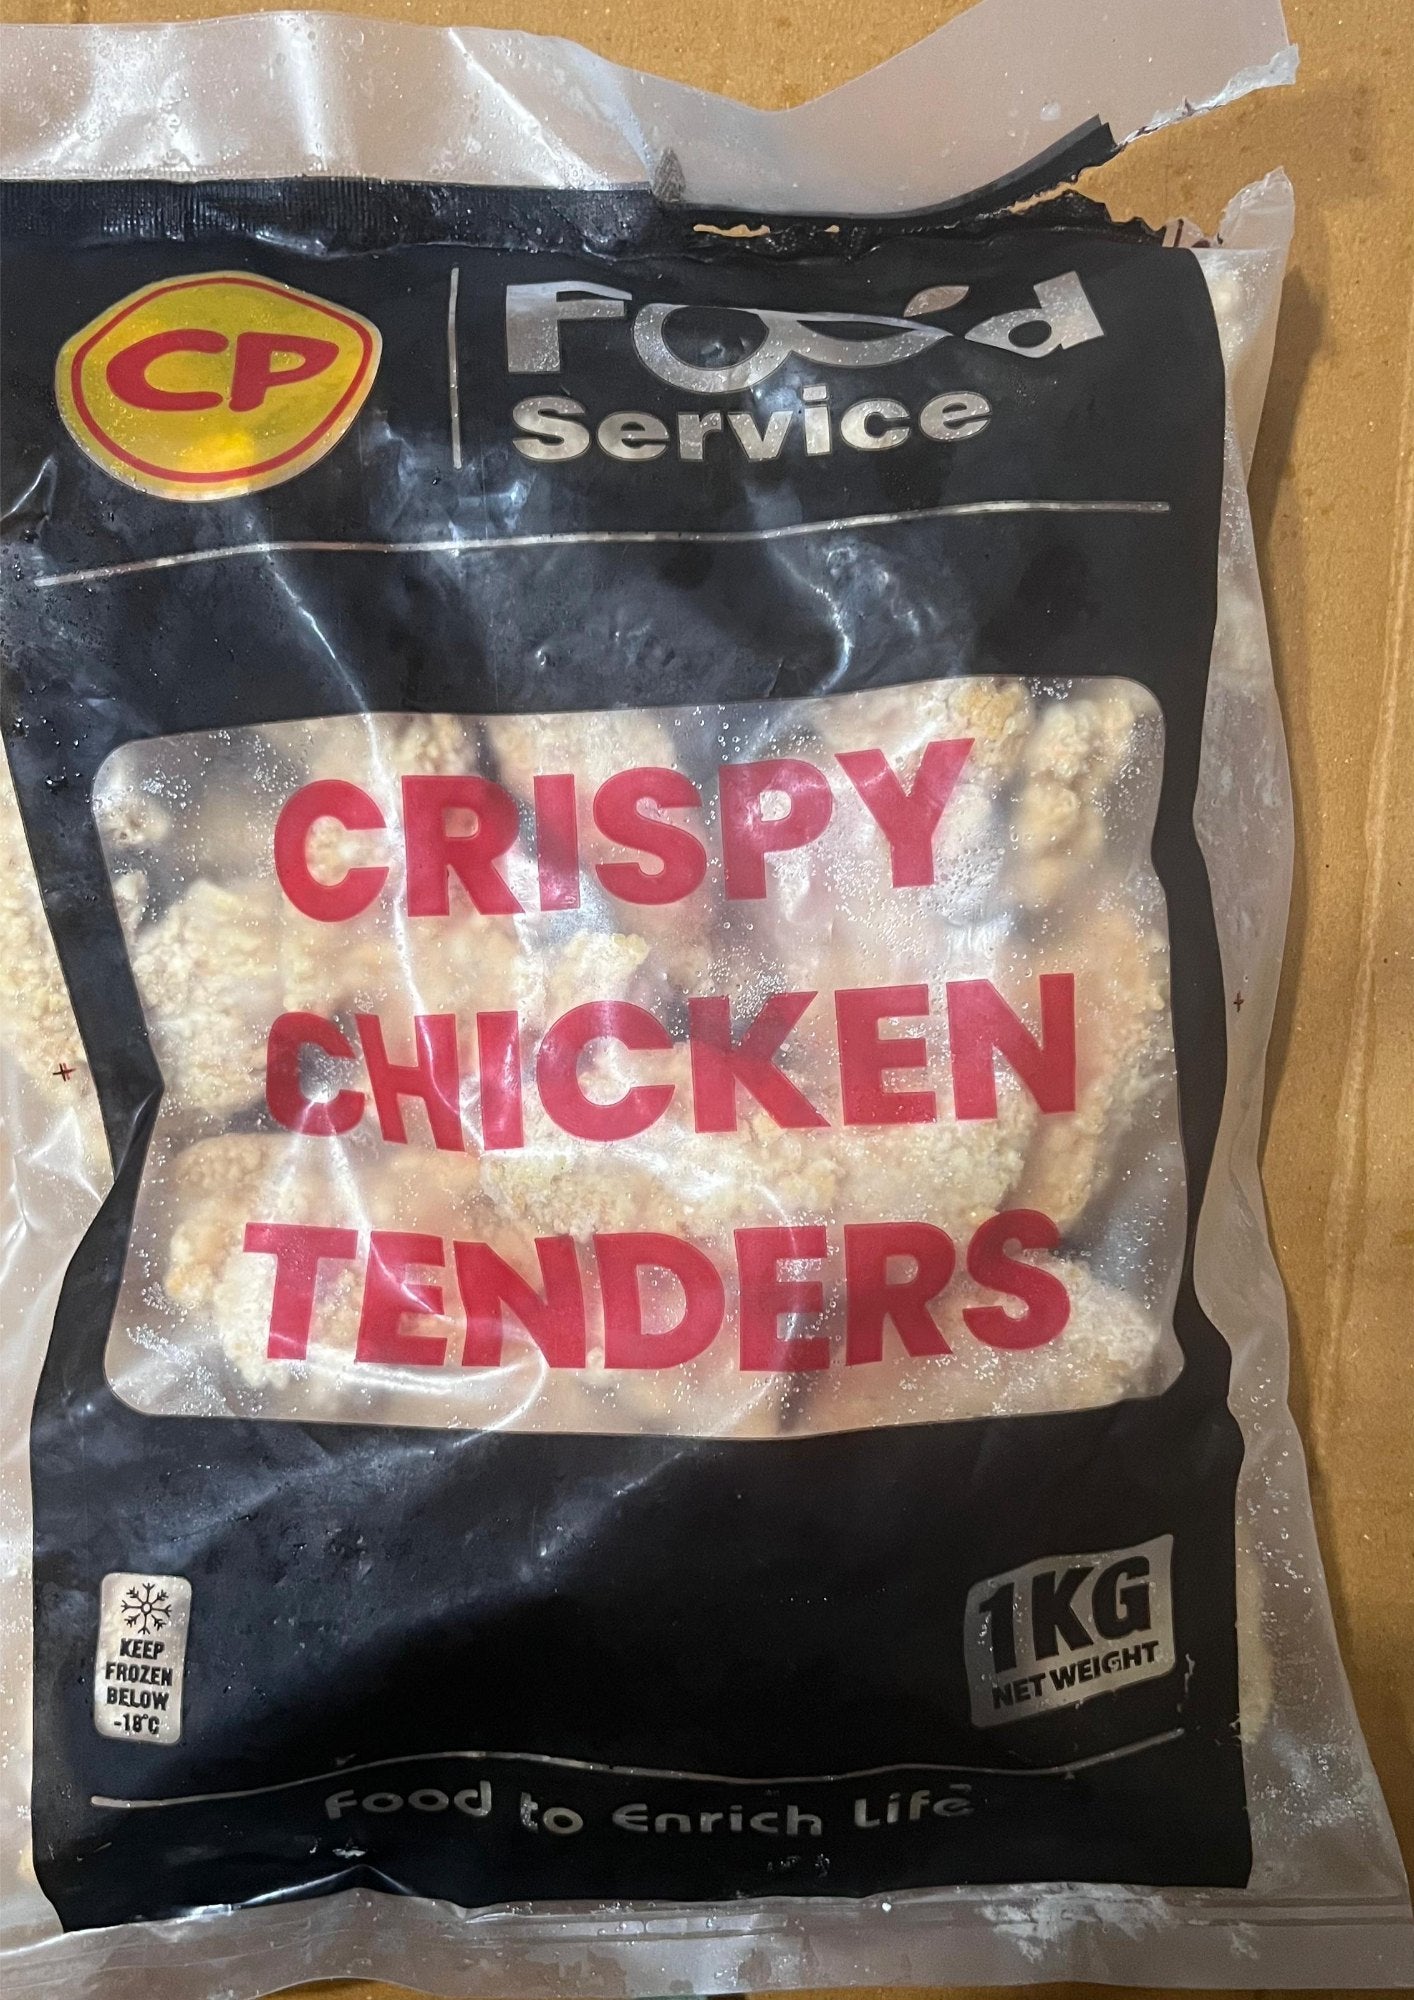 CP
Food
Service
CRISPY
CHICKEN
TENDERS
KEEP
FROZEN
BELOW
-18°C
1KG
NET WEIGHT
Food to Enrich Life